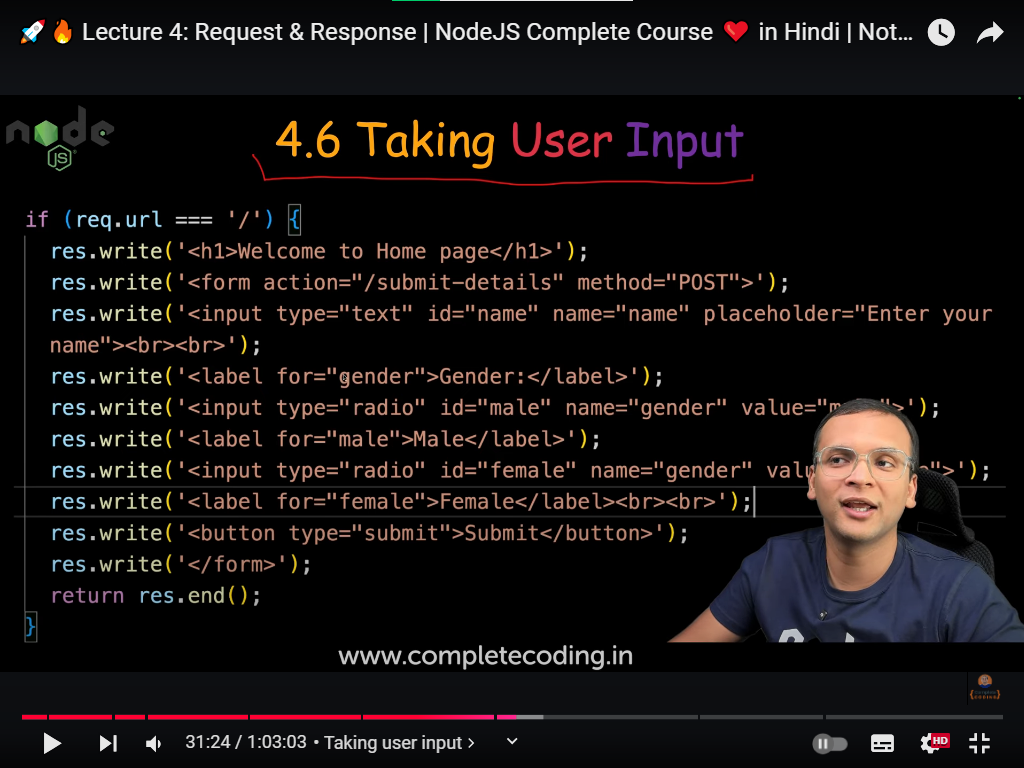 🚀🔥 Lecture 4: Request & Response | NodeJS Complete Course ❤️ in Hindi | Not...
node
JS
4.6 Taking User Input
if (req.url === '/') {
res.write('<h1>Welcome to Home page</h1>');
res.write('<form action="/submit-details" method="POST">');
res.write('<input type="text" id="name" name="name" placeholder="Enter your
name"><br><br>');
res.write('<label for="gender">Gender:</label>');
res.write('<input type="radio" id="male" name="gender" value="m">');
res.write('<label for="male">Male</label>');
res.write('<input type="radio" id="female" name="gender" valu">');
res.write('<label for="female">Female</label><br><br>');
res.write('<button type="submit">Submit</button>');
res.write('</form>');
return res.end();
}
www.completecoding.in
31:24 / 1:03:03 • Taking user input ›
HD